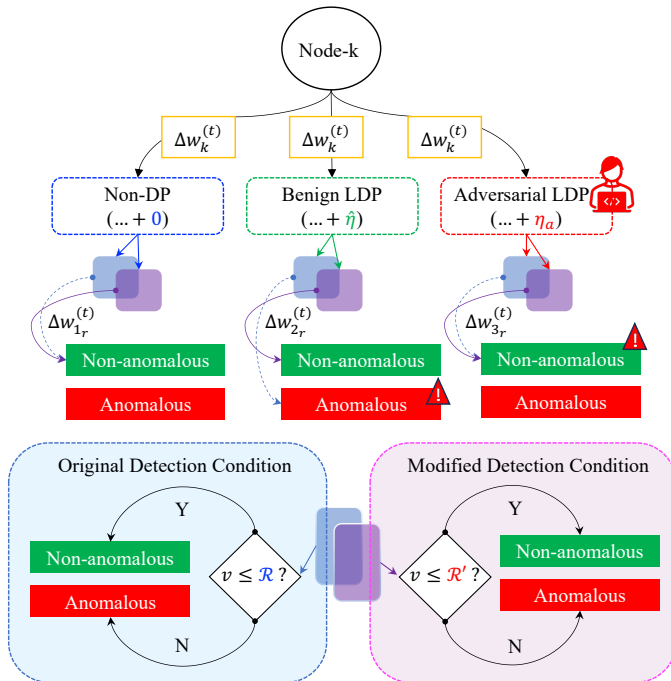 Node-k
Δw_k^(t) Δw_k^(t) Δw_k^(t)
Non-DP
(... + 0)
Benign LDP
(... + η̂)
Adversarial LDP
(... + η_a)
</>
Δw_{1_r}^(t) Δw_{2_r}^(t) Δw_{3_r}^(t)
!
Non-anomalous Non-anomalous Non-anomalous
!
Anomalous Anomalous Anomalous
Original Detection Condition
Y
Non-anomalous
v ≤ ℛ ?
Anomalous
N
Modified Detection Condition
Y
Non-anomalous
v ≤ ℛ′ ?
Anomalous
N